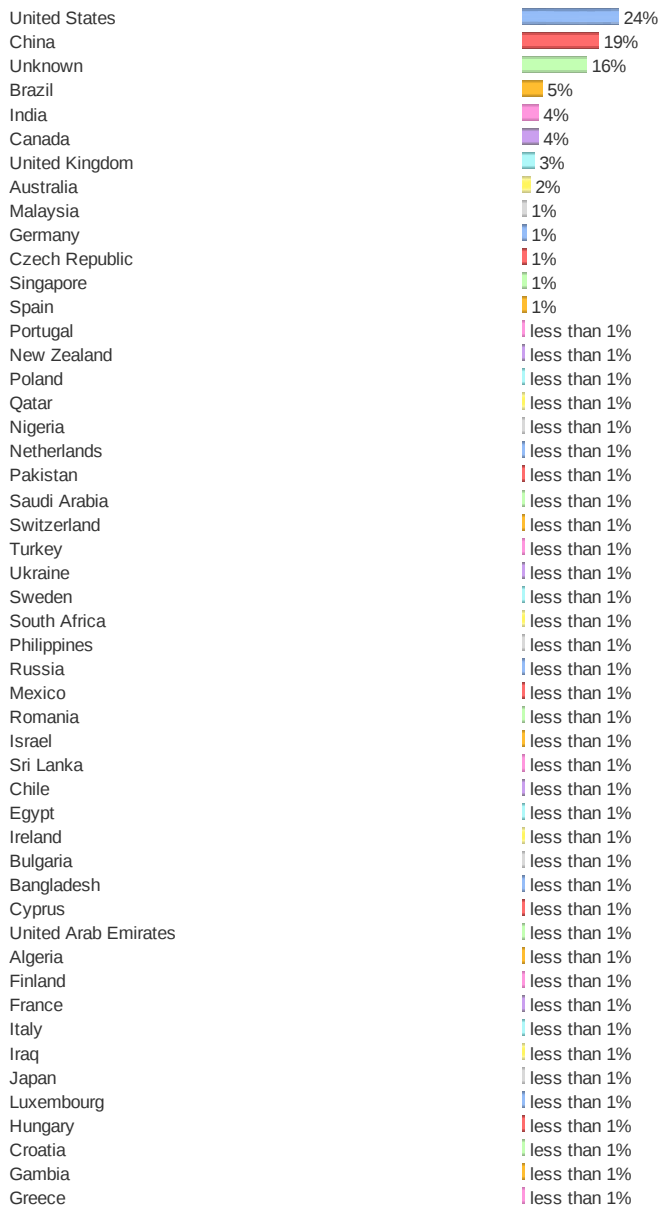 United States 24%
China 19%
Unknown 16%
Brazil 5%
India 4%
Canada 4%
United Kingdom 3%
Australia 2%
Malaysia 1%
Germany 1%
Czech Republic 1%
Singapore 1%
Spain 1%
Portugal less than 1%
New Zealand less than 1%
Poland less than 1%
Qatar less than 1%
Nigeria less than 1%
Netherlands less than 1%
Pakistan less than 1%
Saudi Arabia less than 1%
Switzerland less than 1%
Turkey less than 1%
Ukraine less than 1%
Sweden less than 1%
South Africa less than 1%
Philippines less than 1%
Russia less than 1%
Mexico less than 1%
Romania less than 1%
Israel less than 1%
Sri Lanka less than 1%
Chile less than 1%
Egypt less than 1%
Ireland less than 1%
Bulgaria less than 1%
Bangladesh less than 1%
Cyprus less than 1%
United Arab Emirates less than 1%
Algeria less than 1%
Finland less than 1%
France less than 1%
Italy less than 1%
Iraq less than 1%
Japan less than 1%
Luxembourg less than 1%
Hungary less than 1%
Croatia less than 1%
Gambia less than 1%
Greece less than 1%